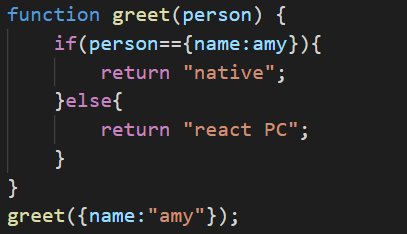 function greet(person) {
    if(person=={name:amy}){
        return "native";
    }else{
        return "react PC";
    }
}
greet({name:"amy"});